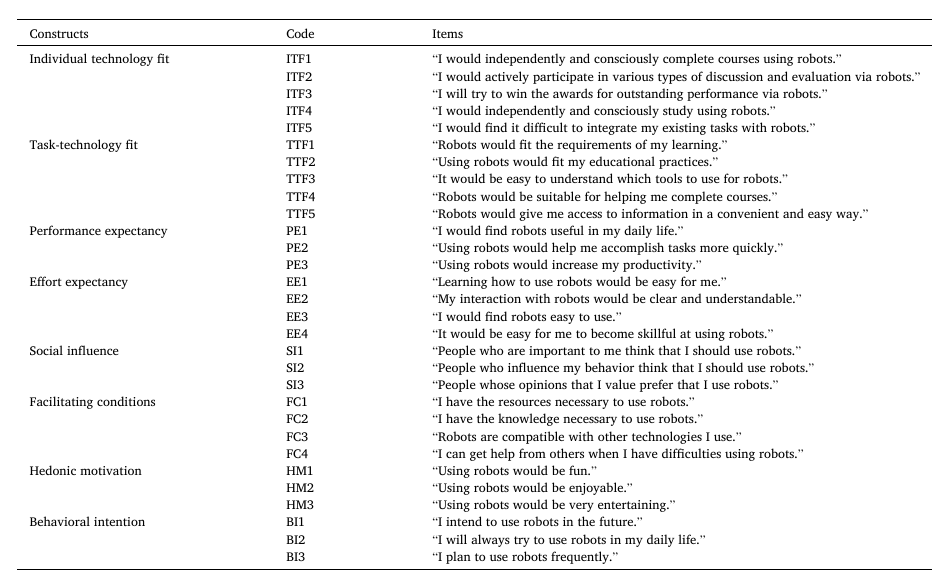 Constructs Code Items
Individual technology fit ITF1 “I would independently and consciously complete courses using robots.”
ITF2 “I would actively participate in various types of discussion and evaluation via robots.”
ITF3 “I will try to win the awards for outstanding performance via robots.”
ITF4 “I would independently and consciously study using robots.”
ITF5 “I would find it difficult to integrate my existing tasks with robots.”
Task-technology fit TTF1 “Robots would fit the requirements of my learning.”
TTF2 “Using robots would fit my educational practices.”
TTF3 “It would be easy to understand which tools to use for robots.”
TTF4 “Robots would be suitable for helping me complete courses.”
TTF5 “Robots would give me access to information in a convenient and easy way.”
Performance expectancy PE1 “I would find robots useful in my daily life.”
PE2 “Using robots would help me accomplish tasks more quickly.”
PE3 “Using robots would increase my productivity.”
Effort expectancy EE1 “Learning how to use robots would be easy for me.”
EE2 “My interaction with robots would be clear and understandable.”
EE3 “I would find robots easy to use.”
EE4 “It would be easy for me to become skillful at using robots.”
Social influence SI1 “People who are important to me think that I should use robots.”
SI2 “People who influence my behavior think that I should use robots.”
SI3 “People whose opinions that I value prefer that I use robots.”
Facilitating conditions FC1 “I have the resources necessary to use robots.”
FC2 “I have the knowledge necessary to use robots.”
FC3 “Robots are compatible with other technologies I use.”
FC4 “I can get help from others when I have difficulties using robots.”
Hedonic motivation HM1 “Using robots would be fun.”
HM2 “Using robots would be enjoyable.”
HM3 “Using robots would be very entertaining.”
Behavioral intention BI1 “I intend to use robots in the future.”
BI2 “I will always try to use robots in my daily life.”
BI3 “I plan to use robots frequently.”